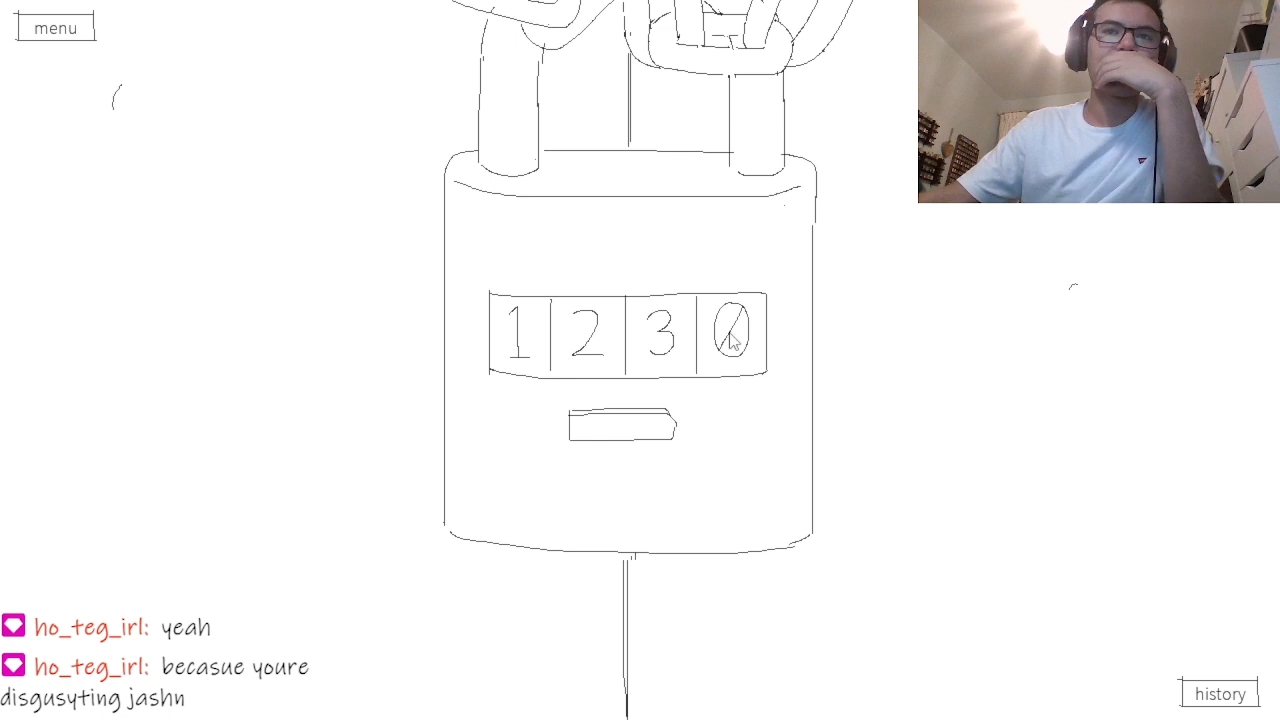 menu
1 2 3 0
ho_teg_irl: yeah
ho_teg_irl: becasue youre
disgusyting jashn
history